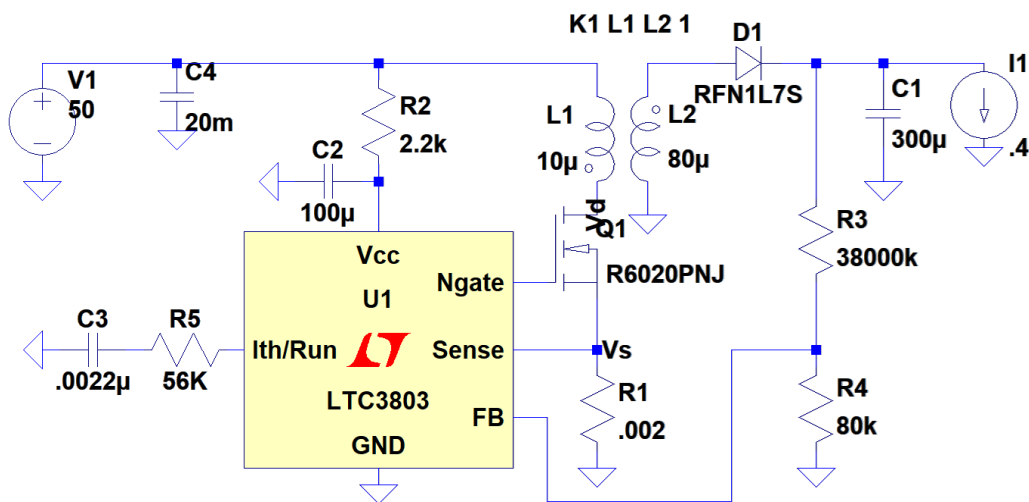 K1 L1 L2 1
D1
V1
50
C4
20m
R2
2.2k
L1
10µ
L2
80µ
RFN1L7S
C1
300µ
I1
.4
C2
100µ
Vd
Q1
R6020PNJ
R3
38000k
Vcc
U1
Ngate
C3
.0022µ
R5
56K
Ith/Run
Sense
Vs
LTC3803
FB
GND
R1
.002
R4
80k